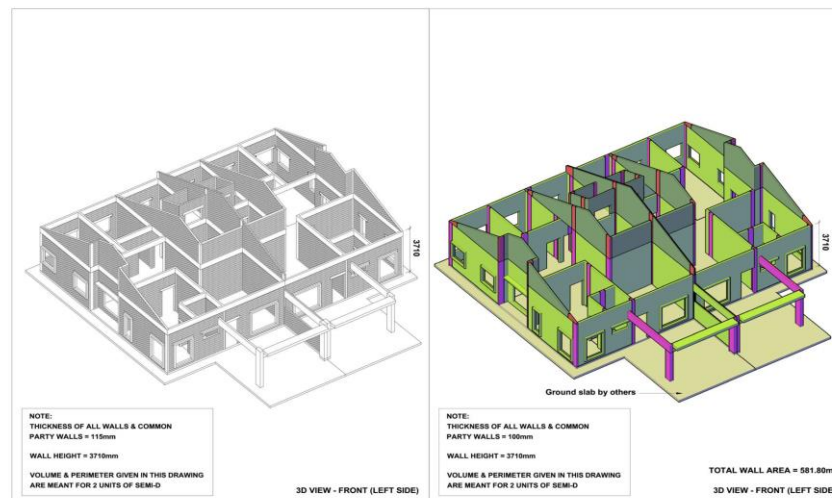 3710
NOTE:
THICKNESS OF ALL WALLS & COMMON
PARTY WALLS = 115mm
WALL HEIGHT = 3710mm
VOLUME & PERIMETER GIVEN IN THIS DRAWING
ARE MEANT FOR 2 UNITS OF SEMI-D
3D VIEW - FRONT (LEFT SIDE)
3710
Ground slab by others
NOTE:
THICKNESS OF ALL WALLS & COMMON
PARTY WALLS = 100mm
WALL HEIGHT = 3710mm
VOLUME & PERIMETER GIVEN IN THIS DRAWING
ARE MEANT FOR 2 UNITS OF SEMI-D
TOTAL WALL AREA = 581.80m
3D VIEW - FRONT (LEFT SIDE)